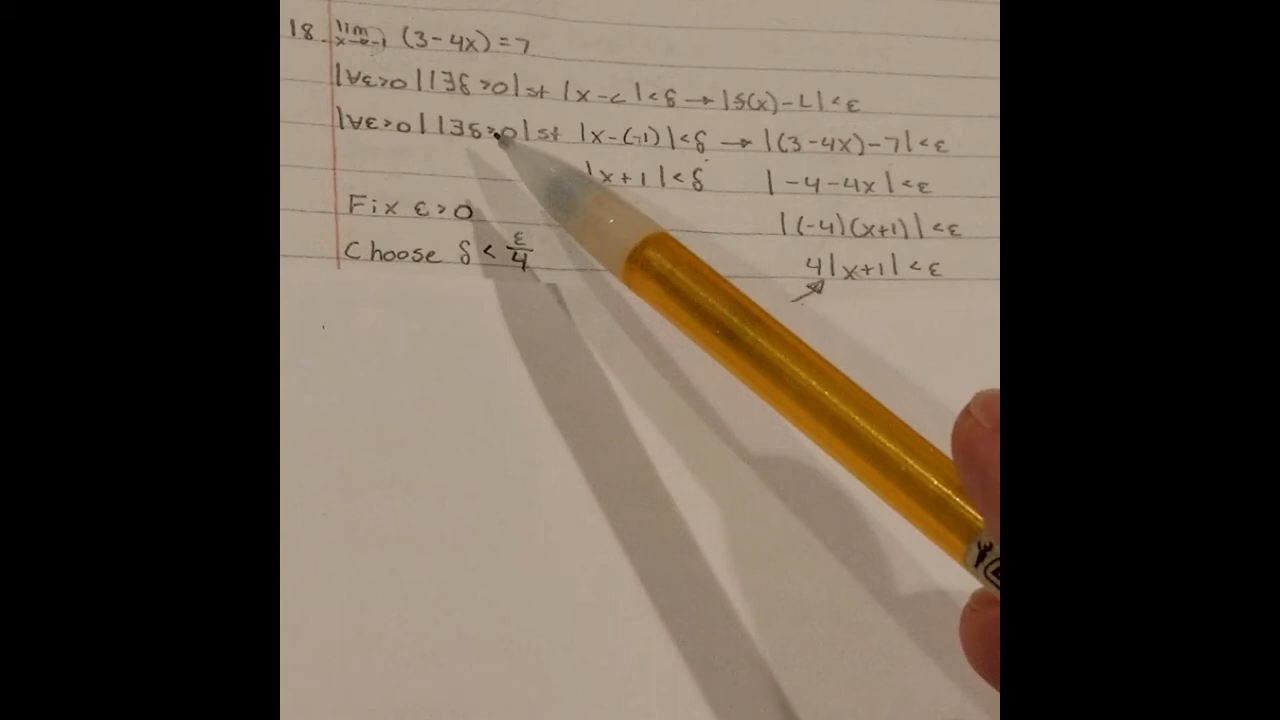 18. lim x→-1 (3-4x)=7
|∀ε>0||∃δ>0|st |x-c|<δ → |f(x)-L|<ε
|∀ε>0||∃δ>0|st |x-(-1)|<δ → |(3-4x)-7|<ε
|x+1|<δ |-4-4x|<ε
Fix ε>0 |(-4)(x+1)|<ε
Choose δ < ε/4 4|x+1|<ε